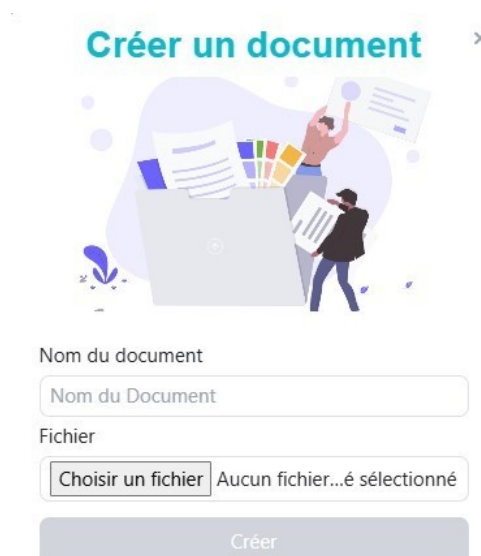 Créer un document
Nom du document
Nom du Document
Fichier
Choisir un fichier Aucun fichier...é sélectionné
Créer